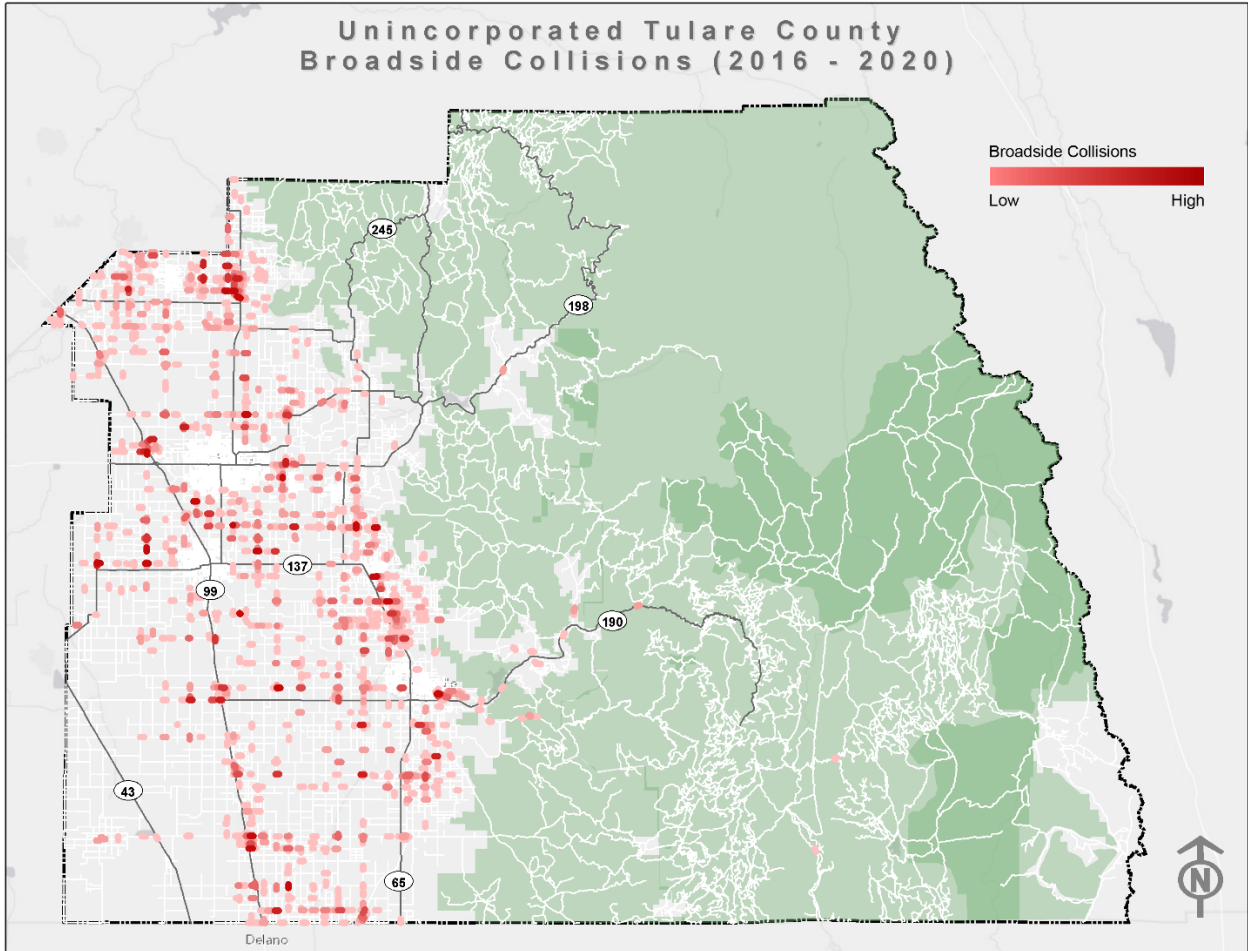 Unincorporated Tulare County
Broadside Collisions (2016 - 2020)
Broadside Collisions
Low High
245
198
137
99
190
43
65
N
Delano